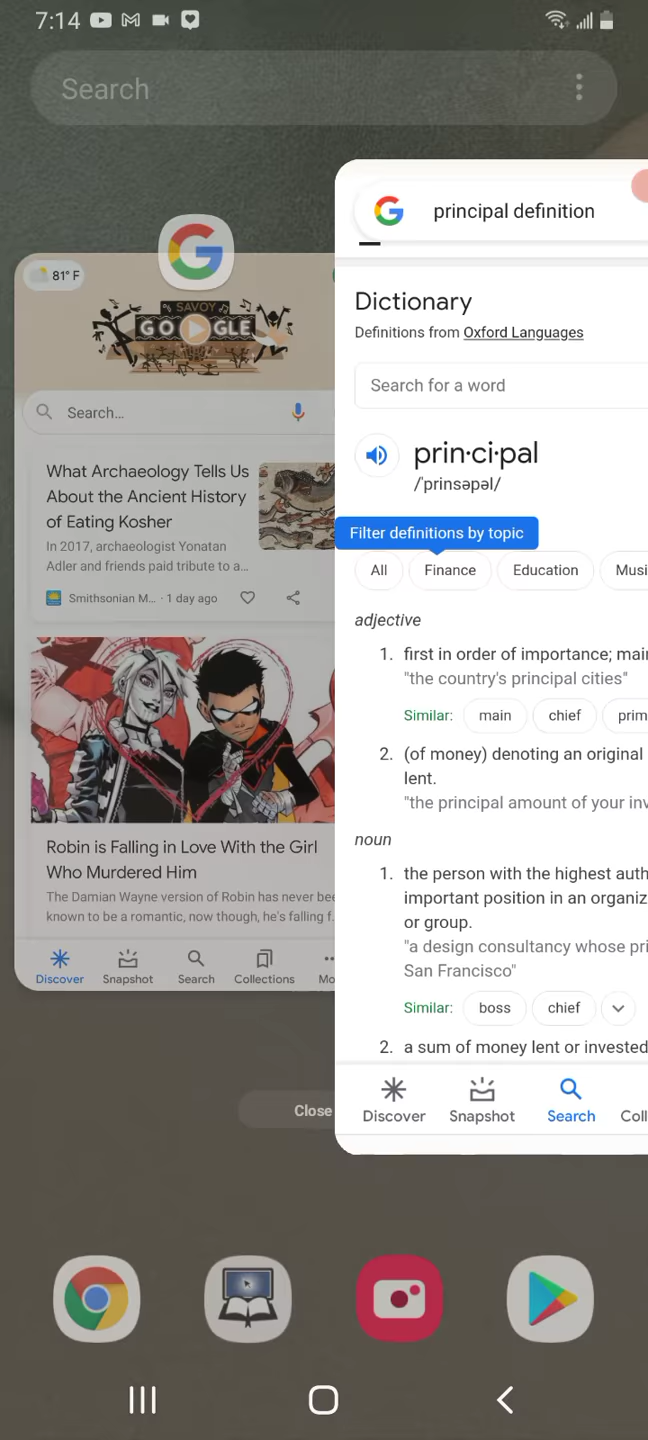 7:14
Search
81° F
SAVOY
GO GLE
Search...
What Archaeology Tells Us
About the Ancient History
of Eating Kosher
In 2017, archaeologist Yonatan
Adler and friends paid tribute to a...
Smithsonian M... · 1 day ago
Robin is Falling in Love With the Girl
Who Murdered Him
The Damian Wayne version of Robin has never bee
known to be a romantic, now though, he's falling f.
Discover
Snapshot
Search
Collections
Mo
Close
principal definition
Dictionary
Definitions from Oxford Languages
Search for a word
prin·ci·pal
/ˈprinsəpəl/
Filter definitions by topic
All
Finance
Education
Musi
adjective
1. first in order of importance; mai
"the country's principal cities"
Similar: main chief prim
2. (of money) denoting an original
lent.
"the principal amount of your inv
noun
1. the person with the highest auth
important position in an organiz
or group.
"a design consultancy whose pri
San Francisco"
Similar: boss chief
2. a sum of money lent or invested
Discover
Snapshot
Search
Coll